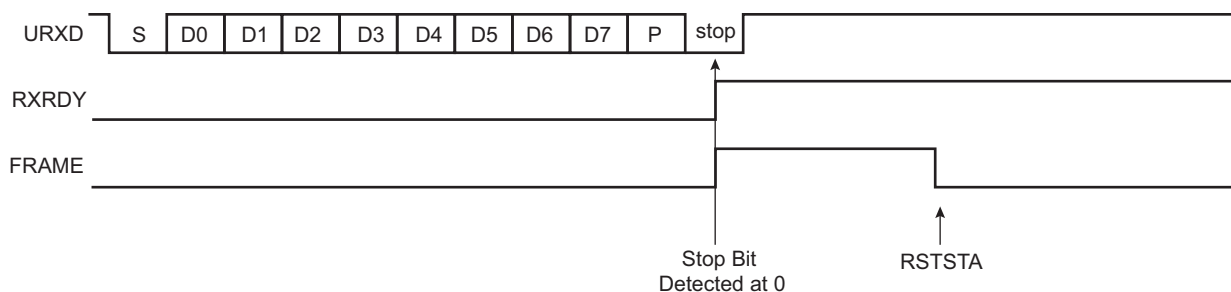 URXD S D0 D1 D2 D3 D4 D5 D6 D7 P stop
RXRDY
FRAME
Stop Bit
Detected at 0
RSTSTA